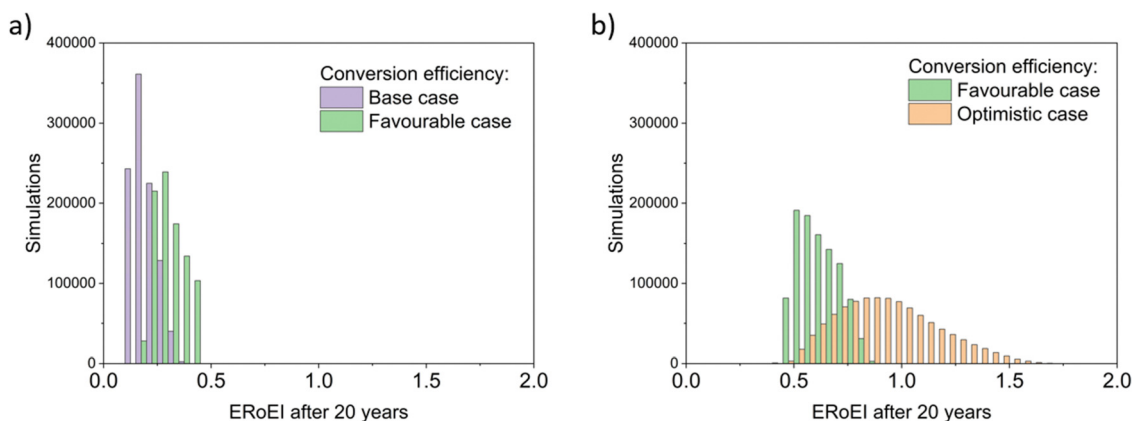 a)
400000
300000
200000
100000
0
Simulations
Conversion efficiency:
Base case
Favourable case
0.0 0.5 1.0 1.5 2.0
ERoEI after 20 years
b)
400000
300000
200000
100000
0
Simulations
Conversion efficiency:
Favourable case
Optimistic case
0.0 0.5 1.0 1.5 2.0
ERoEI after 20 years